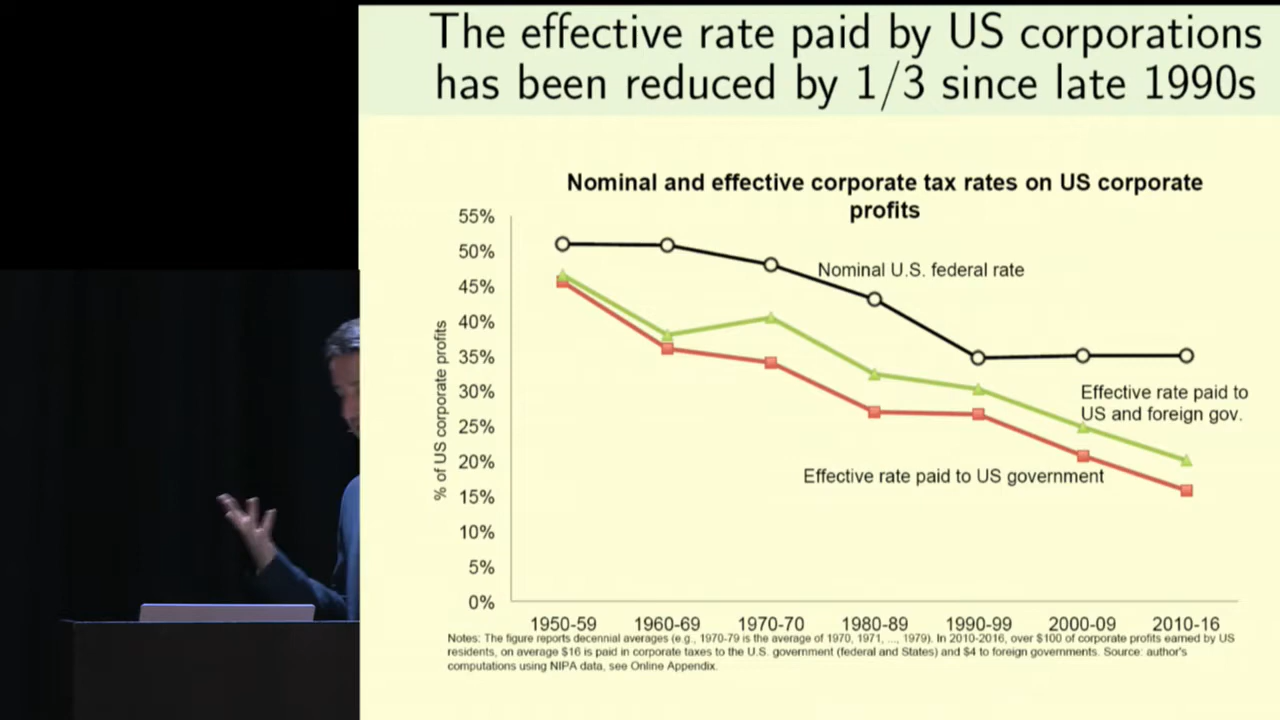 The effective rate paid by US corporations
has been reduced by 1/3 since late 1990s
Nominal and effective corporate tax rates on US corporate
profits
% of US corporate profits
55%
50%
45%
40%
35%
30%
25%
20%
15%
10%
5%
0%
Nominal U.S. federal rate
Effective rate paid to
US and foreign gov.
Effective rate paid to US government
1950-59 1960-69 1970-70 1980-89 1990-99 2000-09 2010-16
Notes: The figure reports decennial averages (e.g., 1970-79 is the average of 1970, 1971, ..., 1979). In 2010-2016, over $100 of corporate profits earned by US
residents, on average $16 is paid in corporate taxes to the U.S. government (federal and States) and $4 to foreign governments. Source: author's
computations using NIPA data, see Online Appendix.